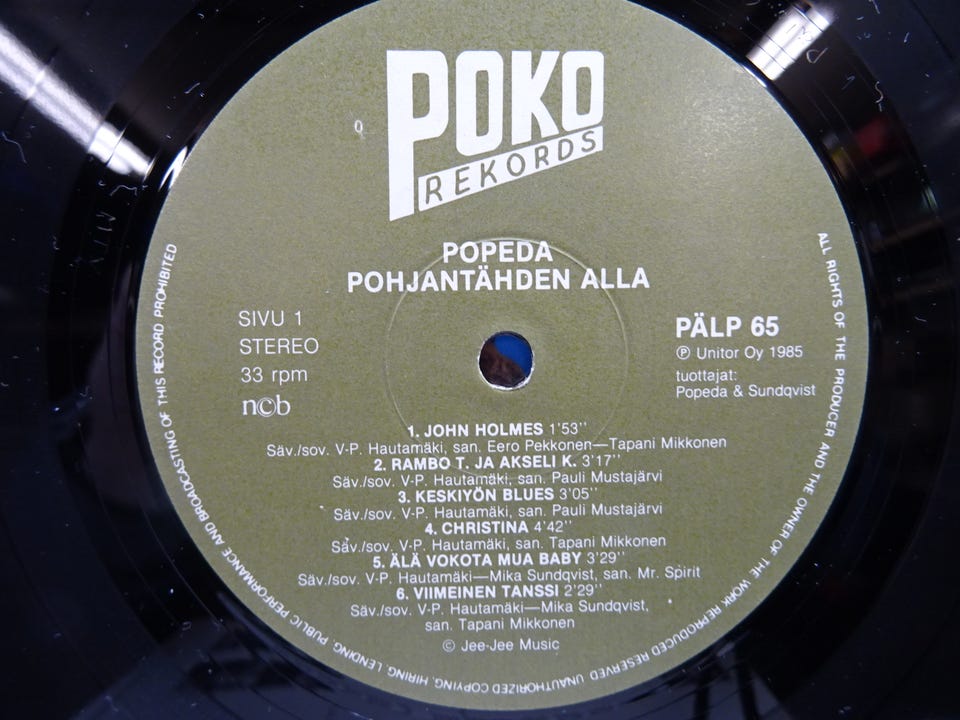 POKO
REKORDS
POPEDA
POHJANTÄHDEN ALLA
SIVU 1
STEREO
33 rpm
ncb
PÄLP 65
Ⓟ Unitor Oy 1985
tuottajat:
Popeda & Sundqvist
1. JOHN HOLMES 1'53''
Säv./sov. V-P. Hautamäki, san. Eero Pekkonen—Tapani Mikkonen
2. RAMBO T. JA AKSELI K. 3'17''
Säv./sov. V-P. Hautamäki, san. Pauli Mustajärvi
3. KESKIYÖN BLUES 3'05''
Säv./sov. V-P. Hautamäki, san. Pauli Mustajärvi
4. CHRISTINA 4'42''
Säv./sov. V-P. Hautamäki, san. Tapani Mikkonen
5. ÄLÄ VOKOTA MUA BABY 3'29''
Säv./sov. V-P. Hautamäki—Mika Sundqvist, san. Mr. Spirit
6. VIIMEINEN TANSSI 2'29''
Säv./sov. V-P. Hautamäki—Mika Sundqvist,
san. Tapani Mikkonen
© Jee-Jee Music
ALL RIGHTS OF THE PRODUCER AND THE OWNER OF THE WORK REPRODUCED RESERVED. UNAUTHORIZED COPYING, HIRING, LENDING, PUBLIC PERFORMANCE AND BROADCASTING OF THIS RECORD PROHIBITED